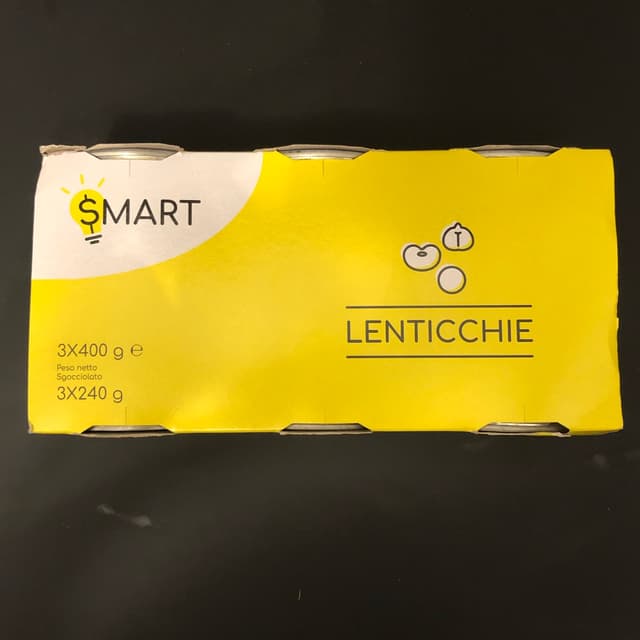 $MART
3X400 g ℮
Peso netto
Sgocciolato
3X240 g
LENTICCHIE